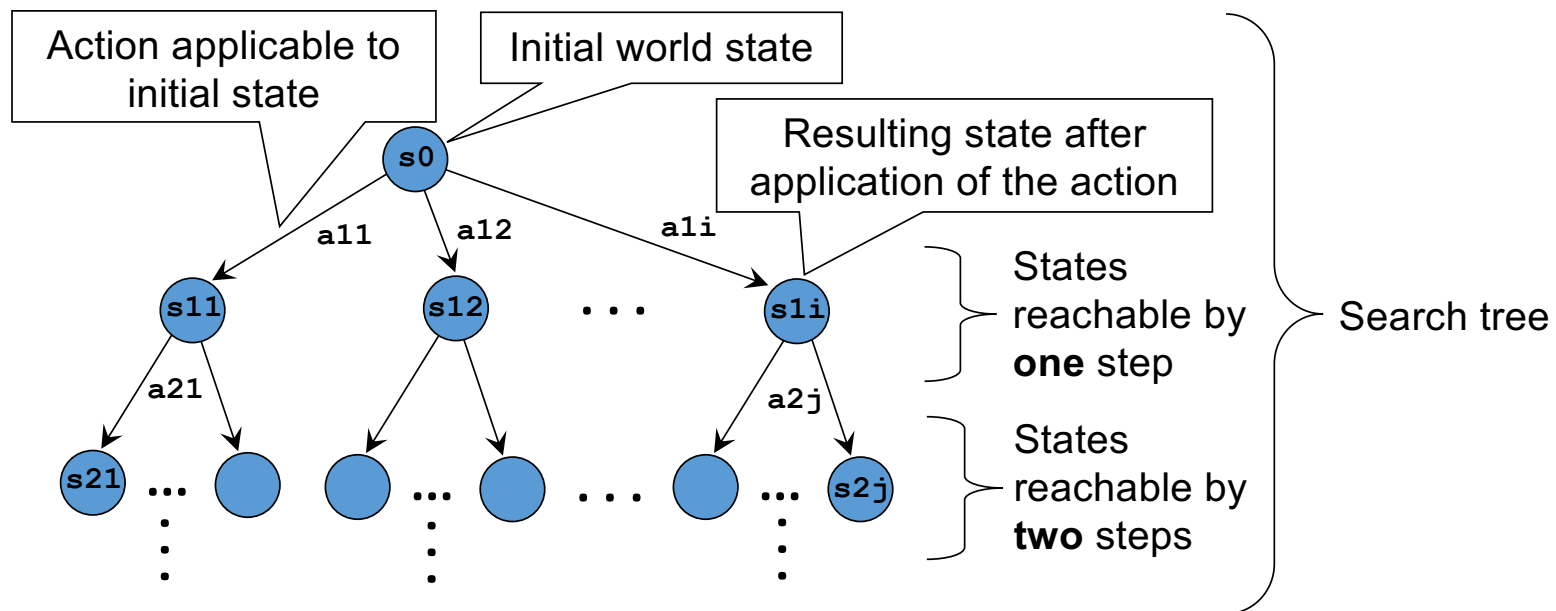 Action applicable to
initial state
Initial world state
s0
Resulting state after
application of the action
a11
a12
a1i
s11
s12
. . .
s1i
States
reachable by
one step
Search tree
a21
a2j
s21
...
...
. . .
...
s2j
States
reachable by
two steps